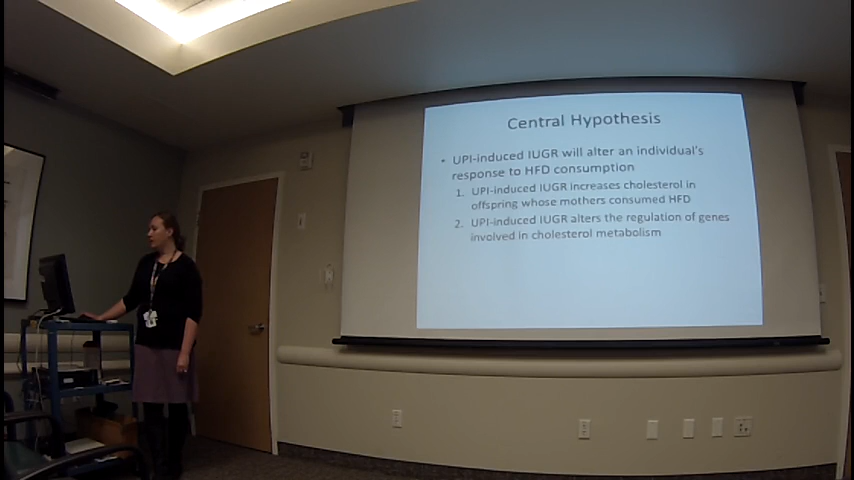 Central Hypothesis
• UPI-induced IUGR will alter an individual's
response to HFD consumption
1. UPI-induced IUGR increases cholesterol in
offspring whose mothers consumed HFD
2. UPI-induced IUGR alters the regulation of genes
involved in cholesterol metabolism